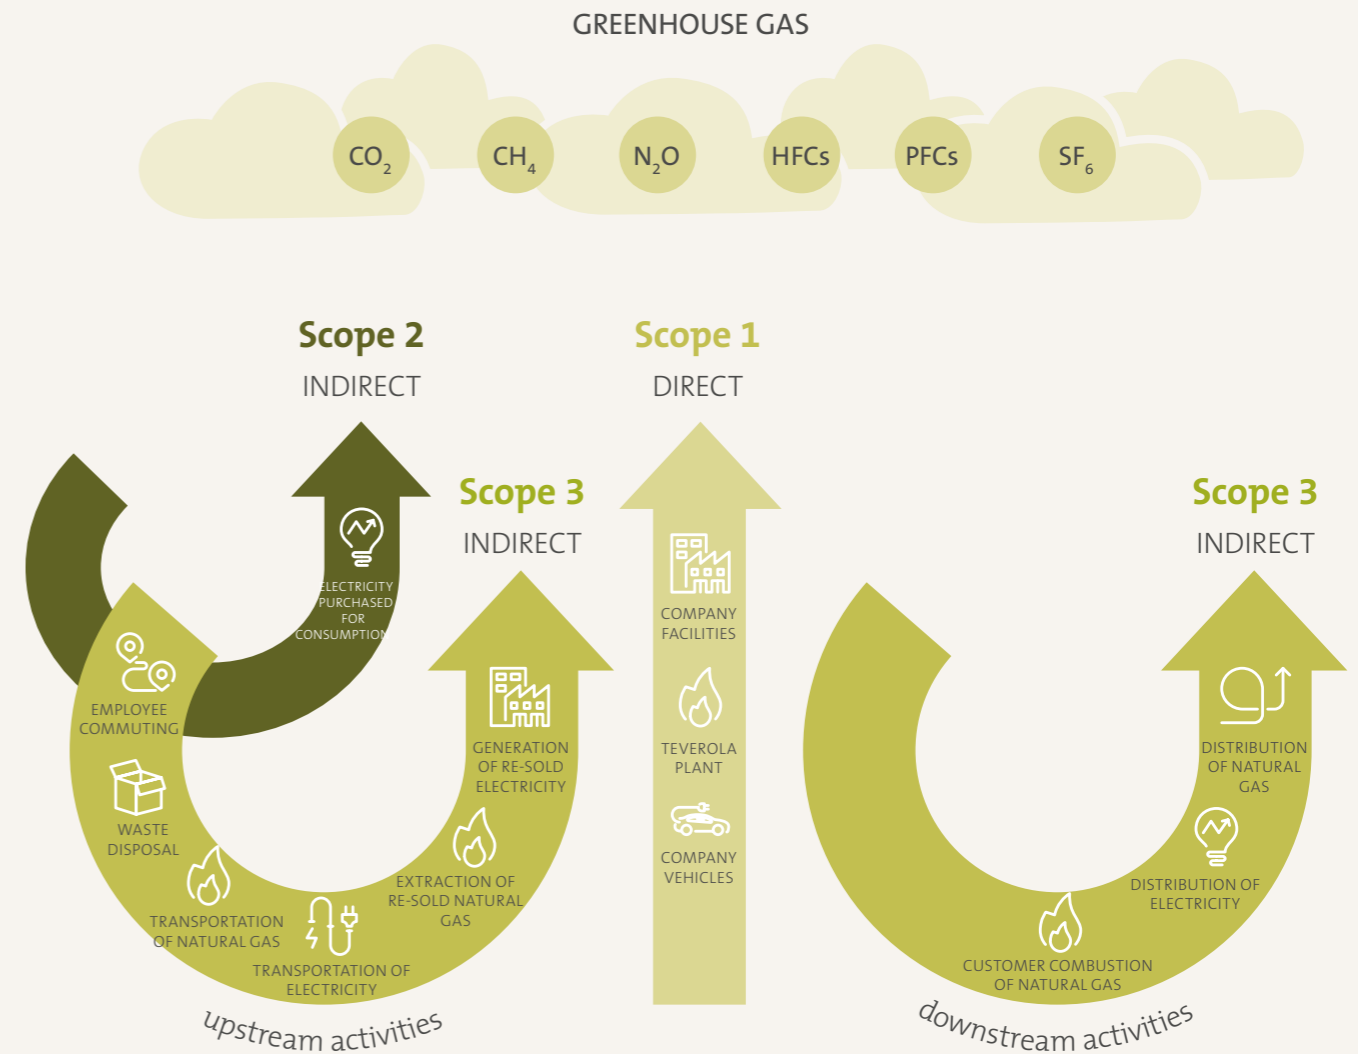 GREENHOUSE GAS
CO₂
CH₄
N₂O
HFCs
PFCs
SF₆
Scope 2
INDIRECT
ELECTRICITY
PURCHASED
FOR
CONSUMPTION
Scope 3
INDIRECT
EMPLOYEE
COMMUTING
WASTE
DISPOSAL
TRANSPORTATION
OF NATURAL GAS
TRANSPORTATION OF
ELECTRICITY
EXTRACTION OF
RE-SOLD NATURAL
GAS
GENERATION
OF RE-SOLD
ELECTRICITY
upstream activities
Scope 1
DIRECT
COMPANY
FACILITIES
TEVEROLA
PLANT
COMPANY
VEHICLES
Scope 3
INDIRECT
DISTRIBUTION
OF NATURAL
GAS
DISTRIBUTION OF
ELECTRICITY
CUSTOMER COMBUSTION
OF NATURAL GAS
downstream activities